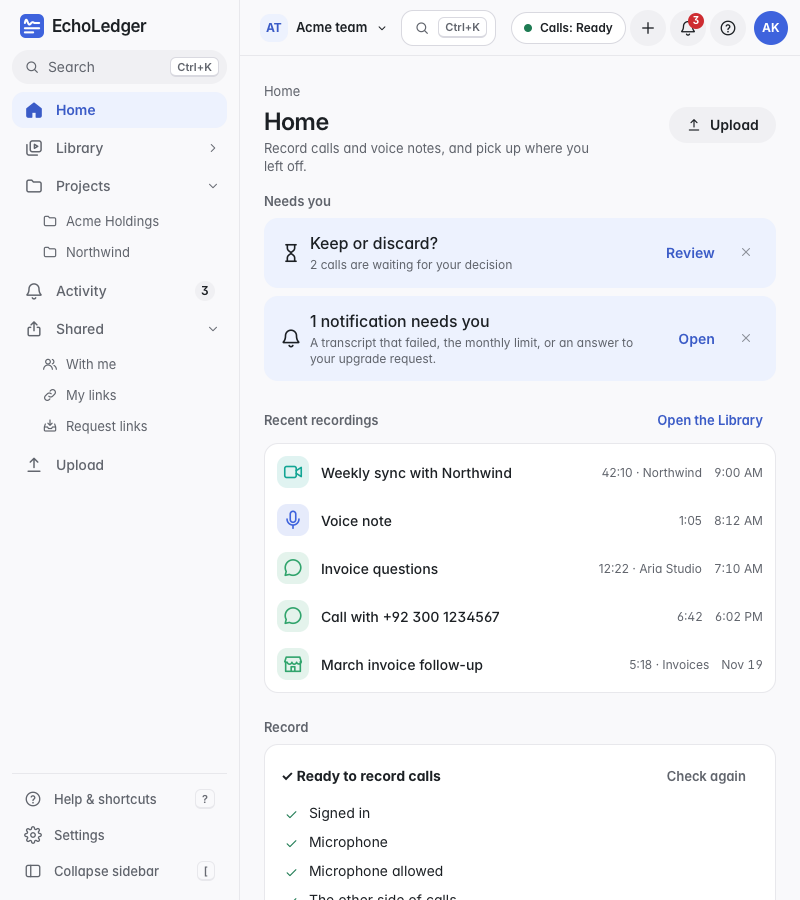 EchoLedger
Search Ctrl+K
Home
Library
Projects
Acme Holdings
Northwind
Activity 3
Shared
With me
My links
Request links
Upload
Help & shortcuts ?
Settings
Collapse sidebar [
AT Acme team Ctrl+K Calls: Ready 3 AK
Home
Home
Upload
Record calls and voice notes, and pick up where you
left off.
Needs you
Keep or discard?
2 calls are waiting for your decision
Review
1 notification needs you
A transcript that failed, the monthly limit, or an answer to
your upgrade request.
Open
Recent recordings Open the Library
Weekly sync with Northwind 42:10 · Northwind 9:00 AM
Voice note 1:05 8:12 AM
Invoice questions 12:22 · Aria Studio 7:10 AM
Call with +92 300 1234567 6:42 6:02 PM
March invoice follow-up 5:18 · Invoices Nov 19
Record
Ready to record calls Check again
Signed in
Microphone
Microphone allowed
The other side of calls